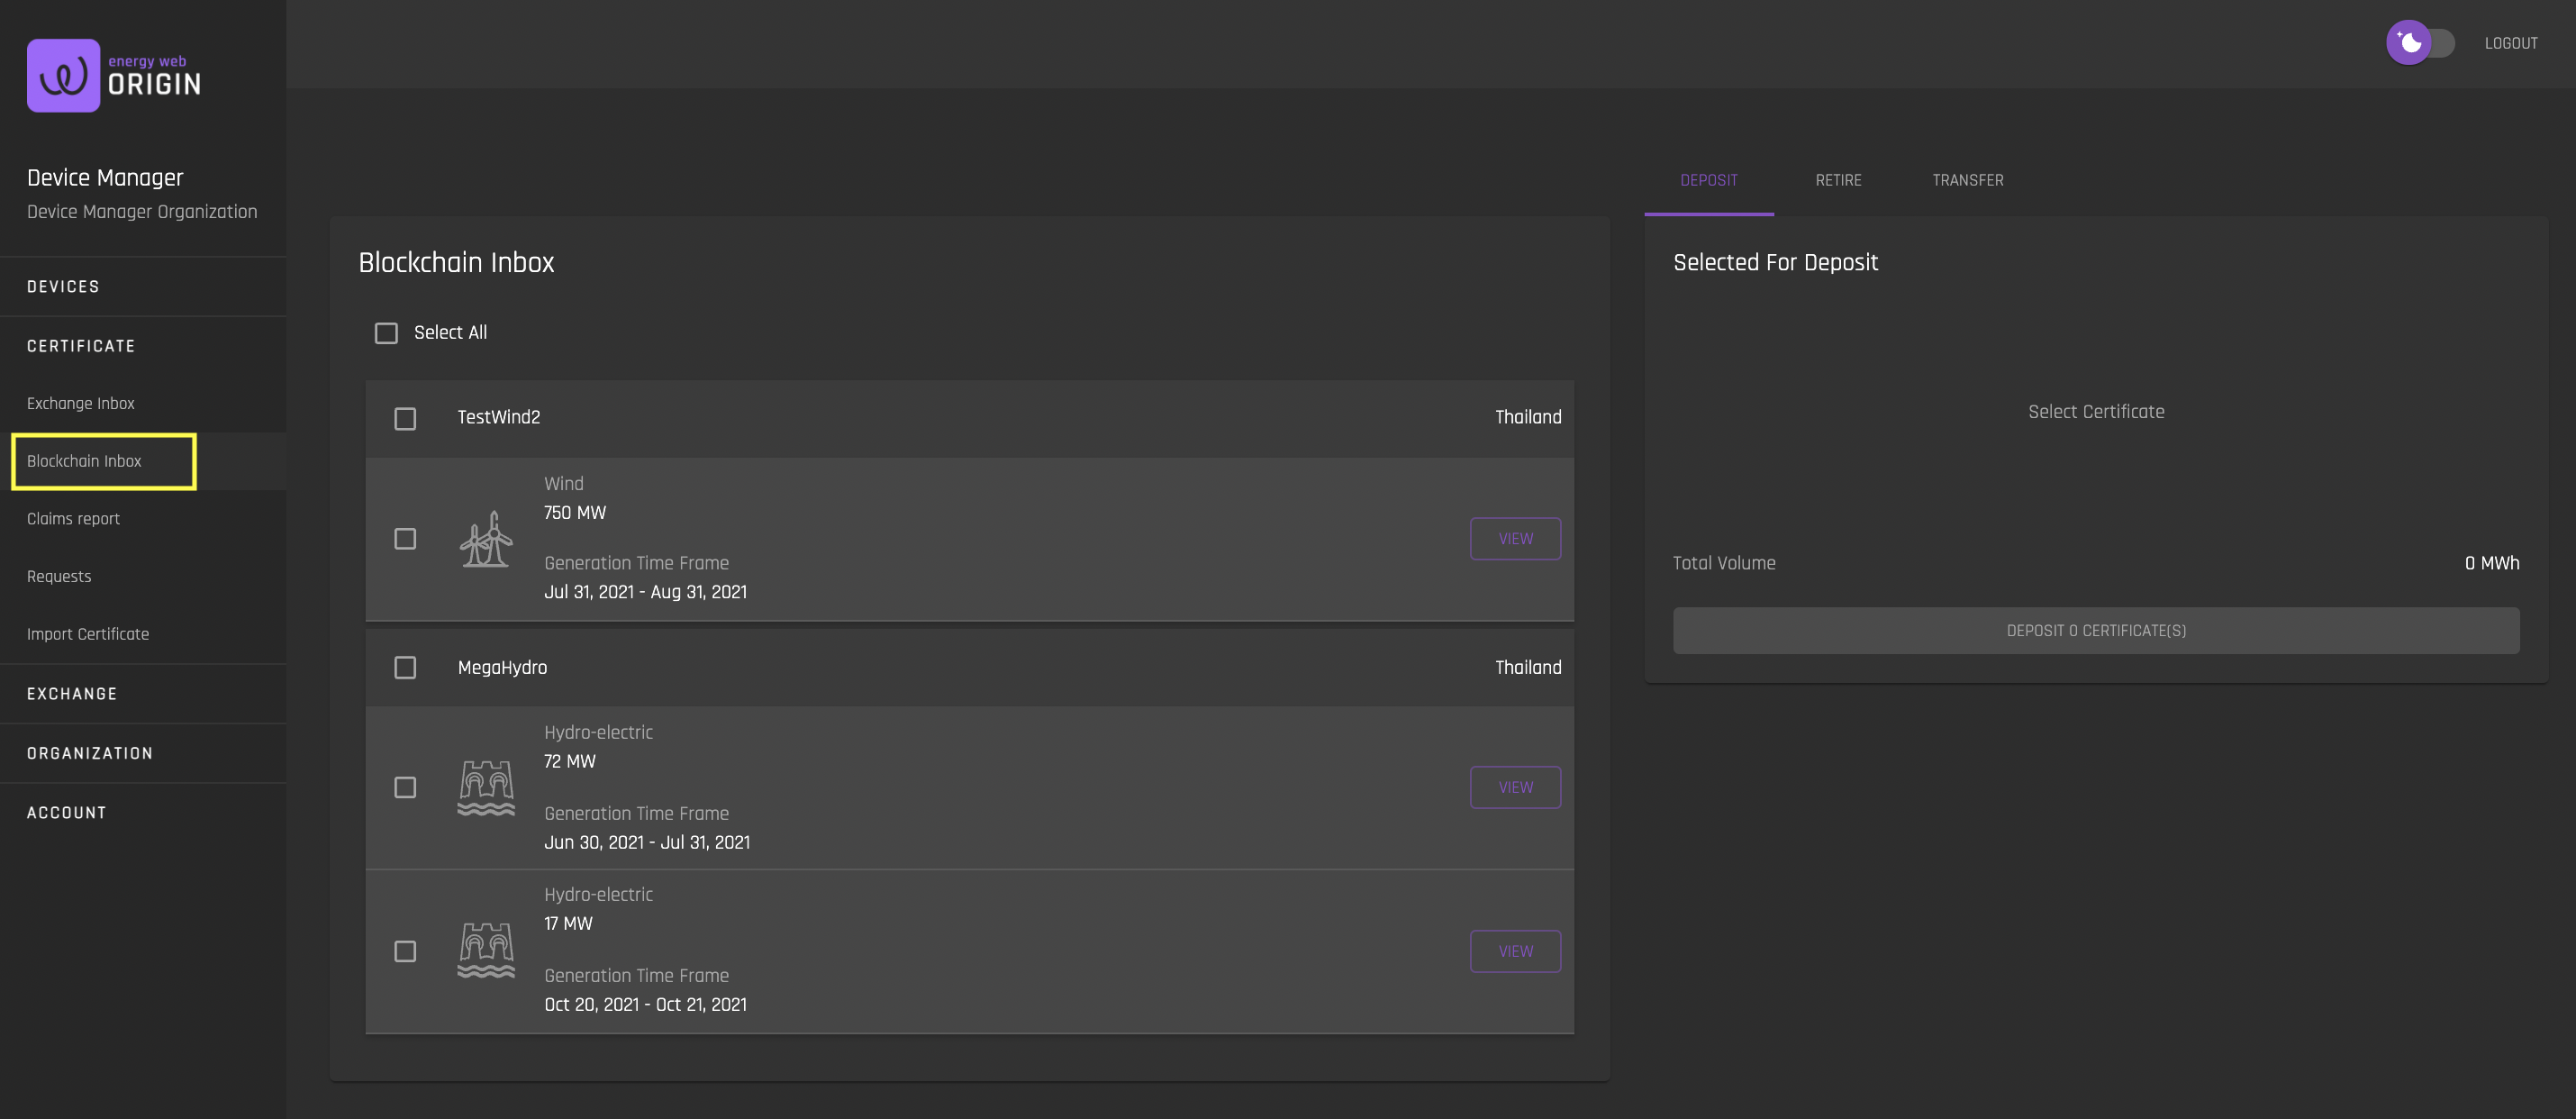 energy web
ORIGIN
Device Manager
Device Manager Organization
DEVICES
CERTIFICATE
Exchange Inbox
Blockchain Inbox
Claims report
Requests
Import Certificate
EXCHANGE
ORGANIZATION
ACCOUNT
LOGOUT
Blockchain Inbox
Select All
TestWind2 Thailand
Wind
750 MW
VIEW
Generation Time Frame
Jul 31, 2021 - Aug 31, 2021
MegaHydro Thailand
Hydro-electric
72 MW
VIEW
Generation Time Frame
Jun 30, 2021 - Jul 31, 2021
Hydro-electric
17 MW
VIEW
Generation Time Frame
Oct 20, 2021 - Oct 21, 2021
DEPOSIT RETIRE TRANSFER
Selected For Deposit
Select Certificate
Total Volume 0 MWh
DEPOSIT 0 CERTIFICATE(S)